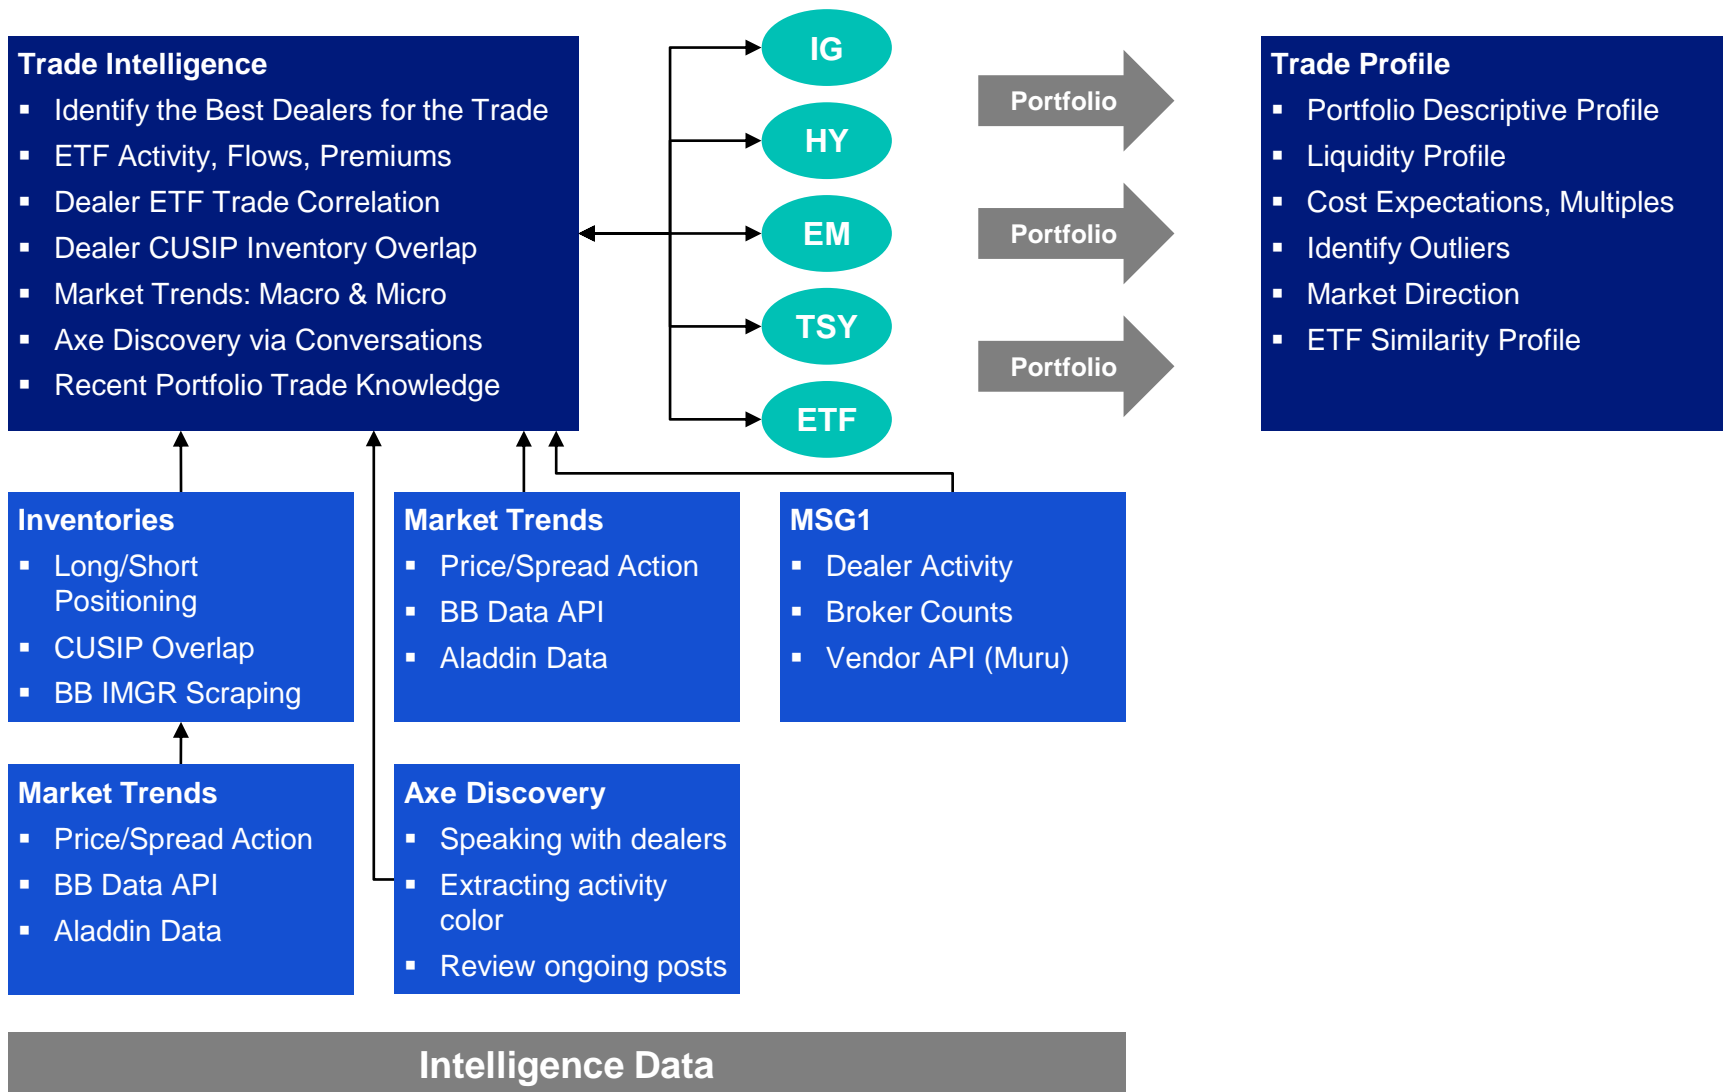 Trade Intelligence
▪ Identify the Best Dealers for the Trade
▪ ETF Activity, Flows, Premiums
▪ Dealer ETF Trade Correlation
▪ Dealer CUSIP Inventory Overlap
▪ Market Trends: Macro & Micro
▪ Axe Discovery via Conversations
▪ Recent Portfolio Trade Knowledge
IG
HY
EM
TSY
ETF
Portfolio
Portfolio
Portfolio
Trade Profile
▪ Portfolio Descriptive Profile
▪ Liquidity Profile
▪ Cost Expectations, Multiples
▪ Identify Outliers
▪ Market Direction
▪ ETF Similarity Profile
Inventories
▪ Long/Short
Positioning
▪ CUSIP Overlap
▪ BB IMGR Scraping
Market Trends
▪ Price/Spread Action
▪ BB Data API
▪ Aladdin Data
MSG1
▪ Dealer Activity
▪ Broker Counts
▪ Vendor API (Muru)
Market Trends
▪ Price/Spread Action
▪ BB Data API
▪ Aladdin Data
Axe Discovery
▪ Speaking with dealers
▪ Extracting activity
color
▪ Review ongoing posts
Intelligence Data